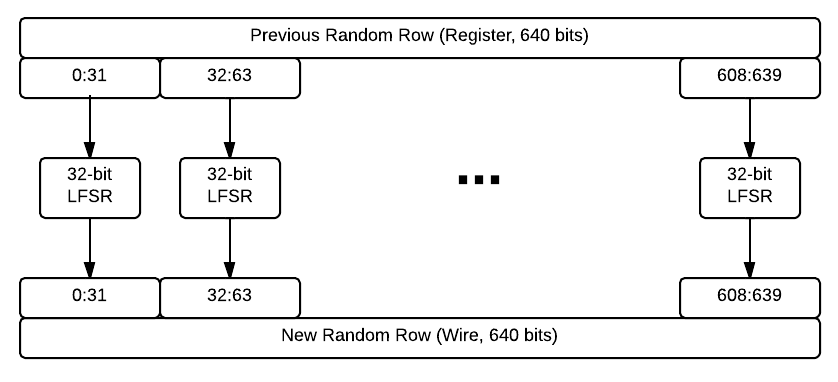 Previous Random Row (Register, 640 bits)
0:31
32:63
608:639
32-bit
LFSR
32-bit
LFSR
...
32-bit
LFSR
0:31
32:63
608:639
New Random Row (Wire, 640 bits)